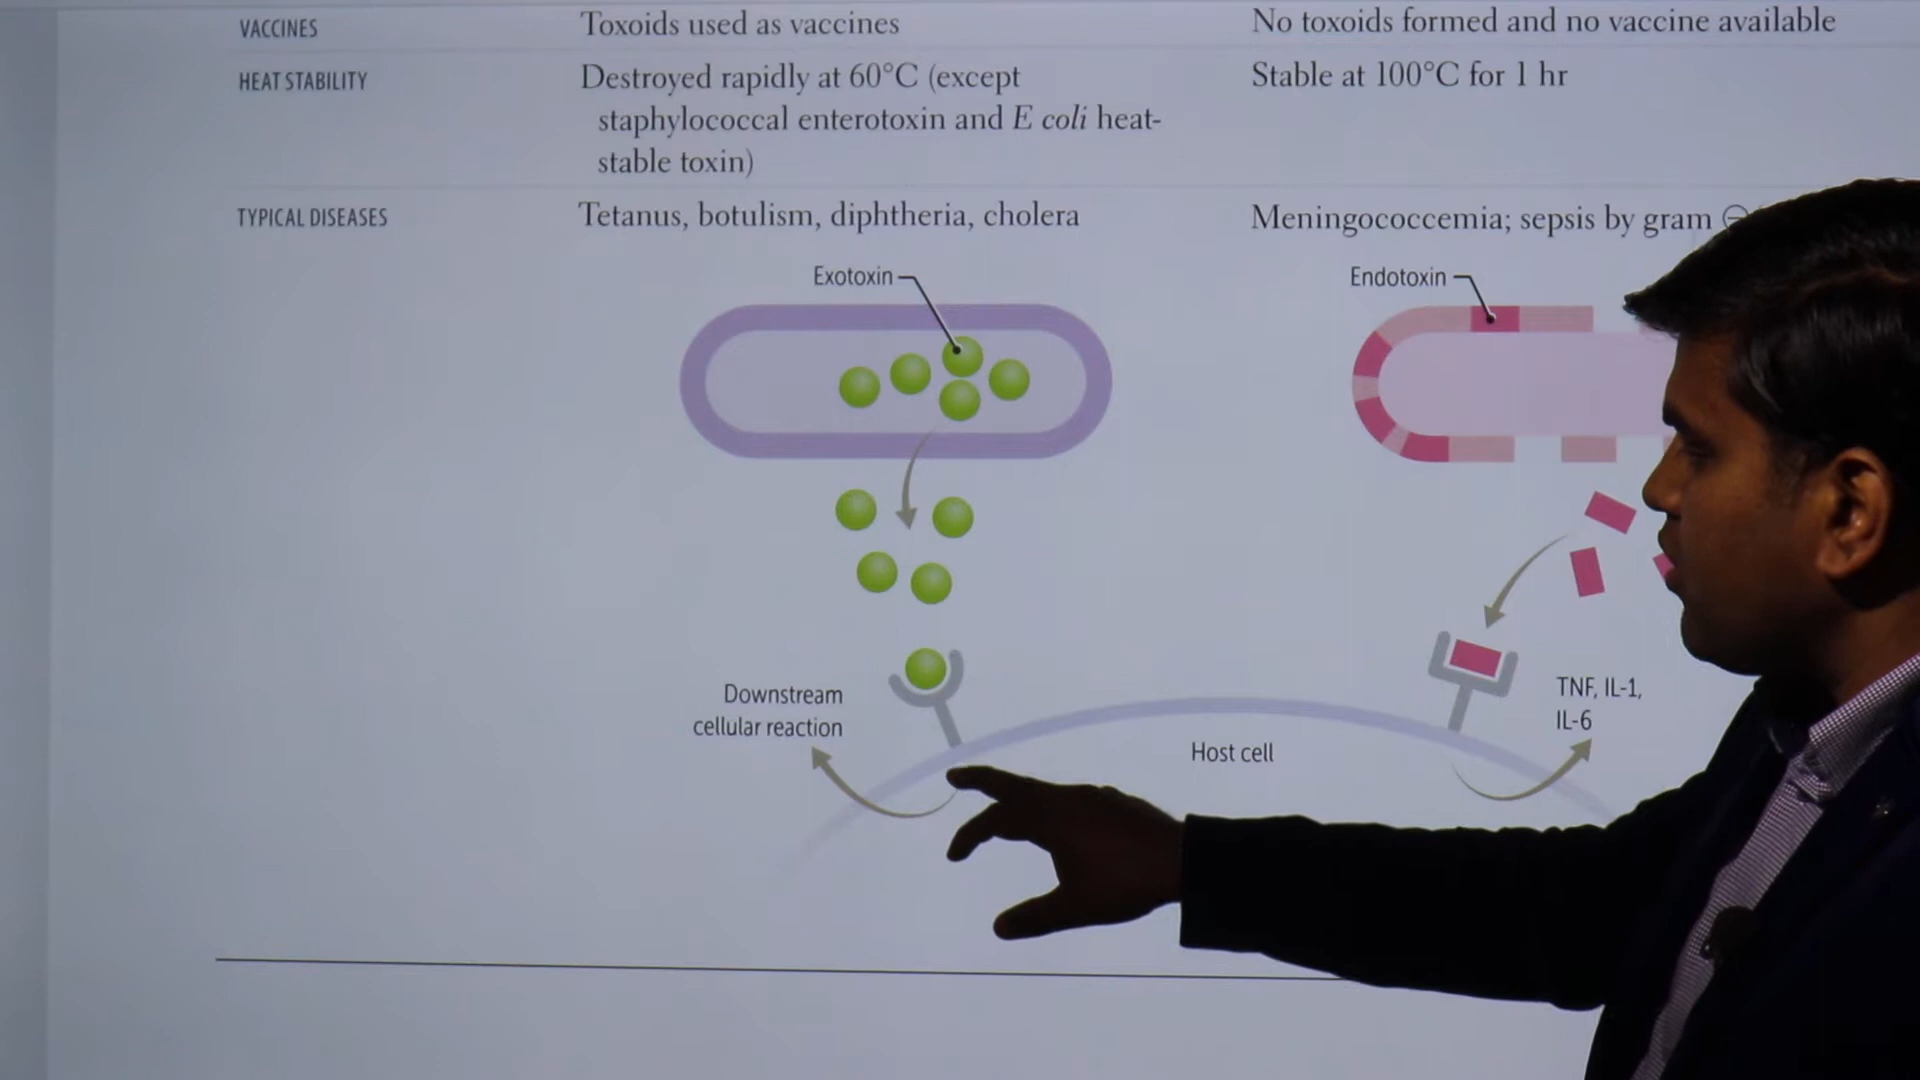 VACCINES
Toxoids used as vaccines
No toxoids formed and no vaccine available
HEAT STABILITY
Destroyed rapidly at 60°C (except
staphylococcal enterotoxin and E coli heat-
stable toxin)
Stable at 100°C for 1 hr
TYPICAL DISEASES
Tetanus, botulism, diphtheria, cholera
Meningococcemia; sepsis by gram ⊖
Exotoxin
Endotoxin
Downstream
cellular reaction
Host cell
TNF, IL-1,
IL-6